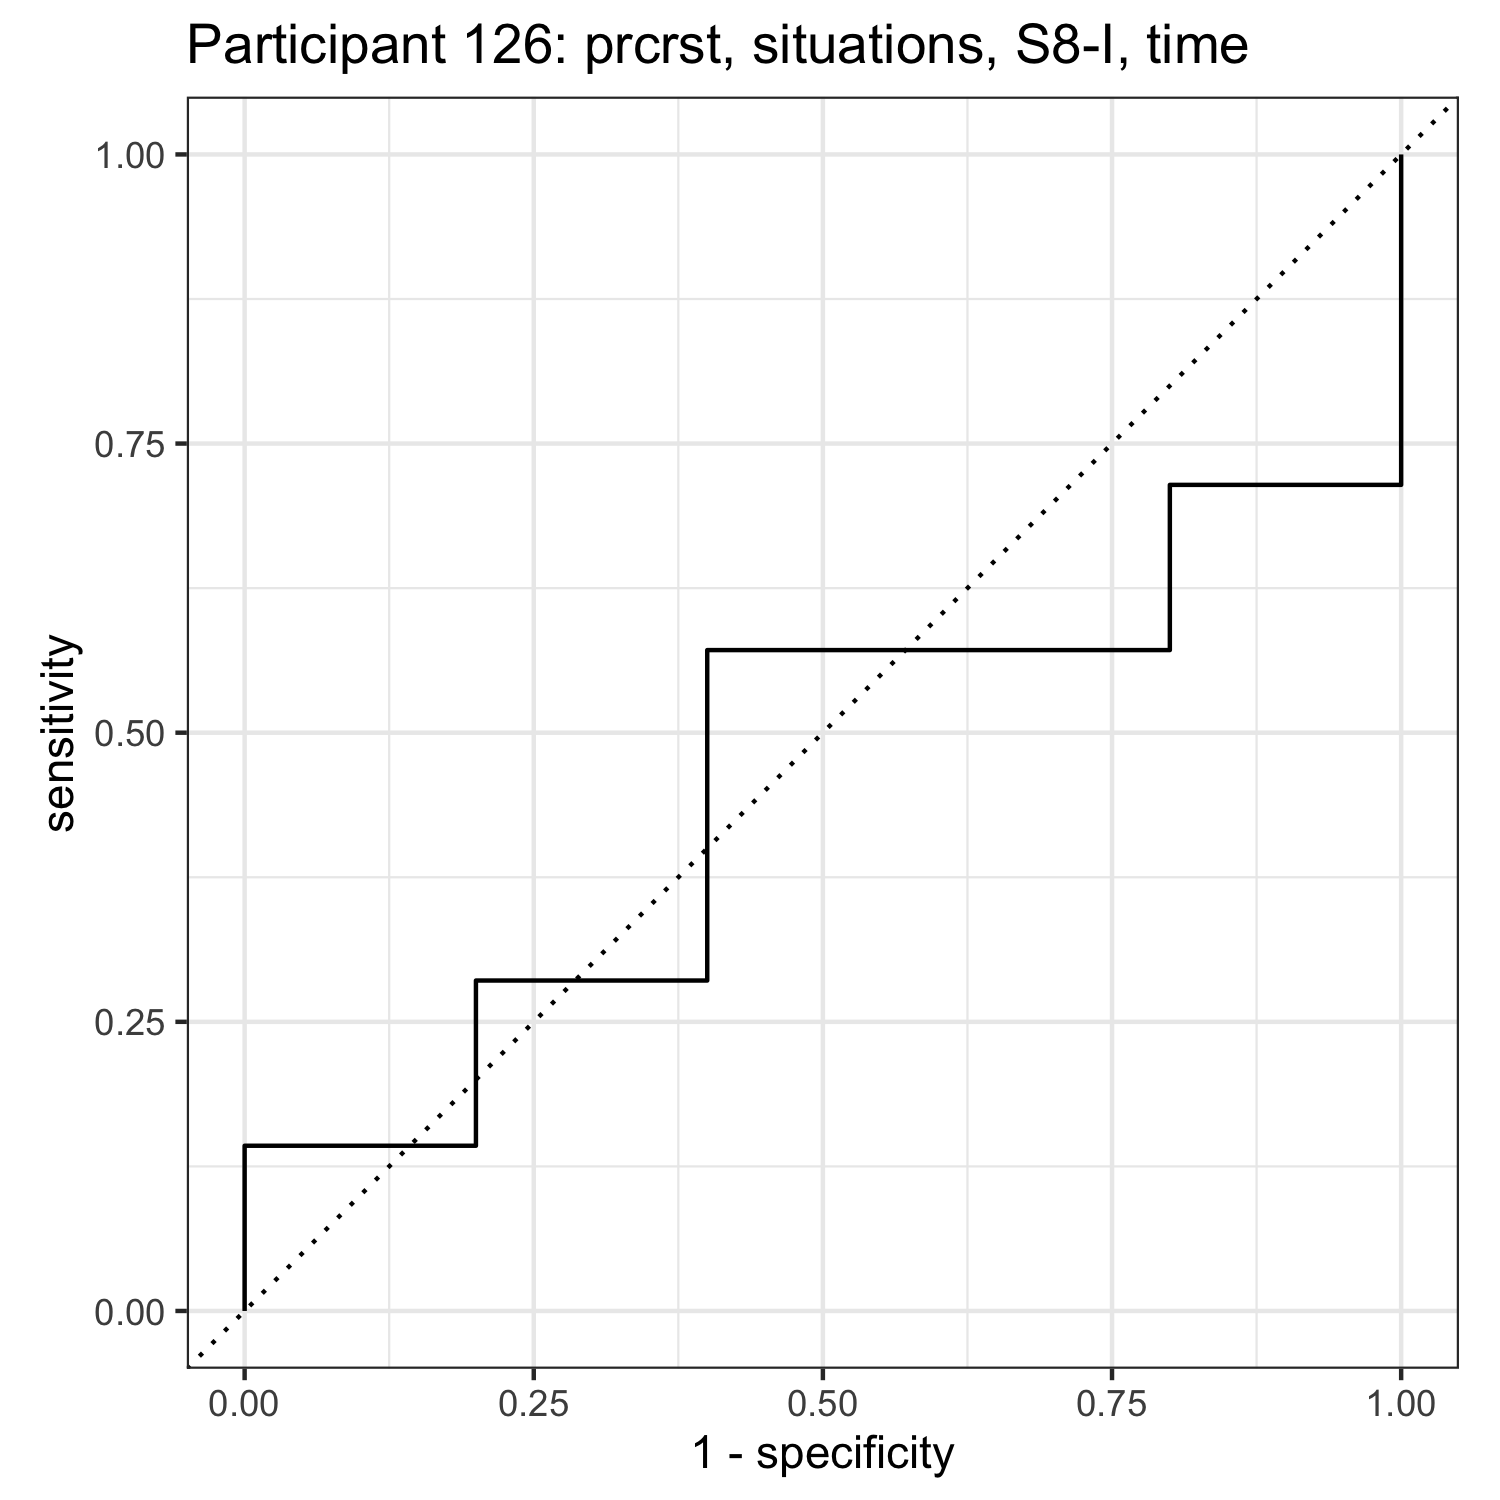 Participant 126: prcrst, situations, S8-I, time
1.00
0.75
0.50
0.25
0.00
sensitivity
0.00 0.25 0.50 0.75 1.00
1 - specificity